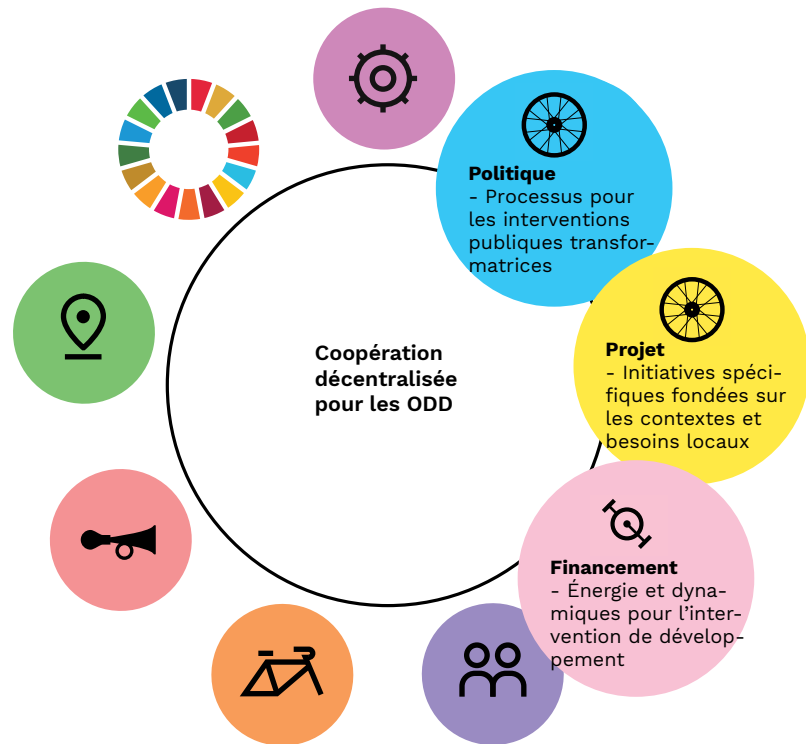 Politique
- Processus pour
les interventions
publiques transfor-
matrices
Projet
- Initiatives spéci-
fiques fondées sur
les contextes et
besoins locaux
Coopération
décentralisée
pour les ODD
Financement
- Énergie et dyna-
miques pour l’inter-
vention de dévelop-
pement